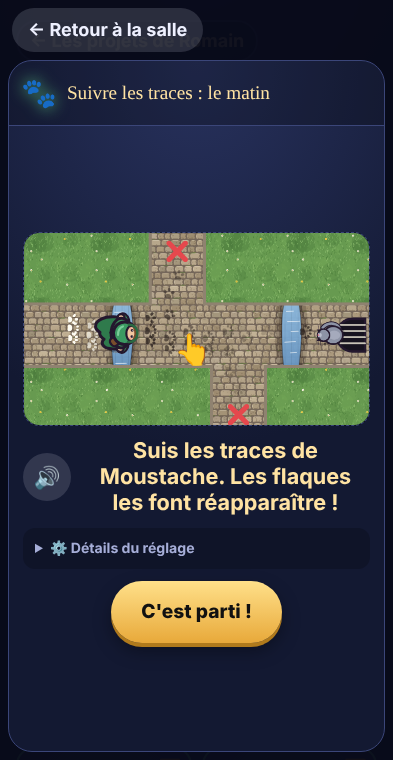 ← Retour à la salle
← Les projets de Romain
Suivre les traces : le matin
Suis les traces de
Moustache. Les flaques
les font réapparaître !
Détails du réglage
C'est parti !